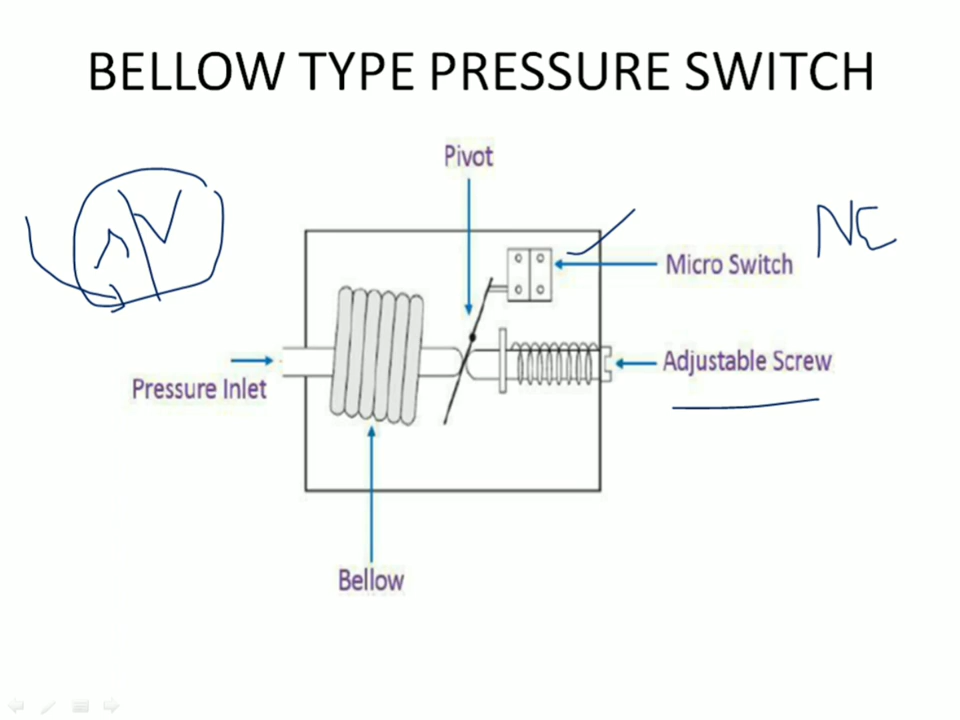 BELLOW TYPE PRESSURE SWITCH
Pivot
NC
Micro Switch
Adjustable Screw
Pressure Inlet
Bellow